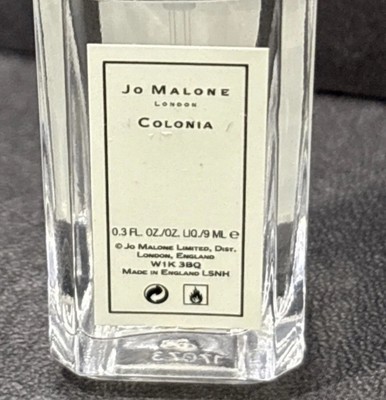 Jo Malone
London
Colonia
0.3 FL. OZ./OZ. LIQ./9 ML e
© Jo Malone Limited, Dist.
London, England
W1K 3BQ
Made in England LSNH